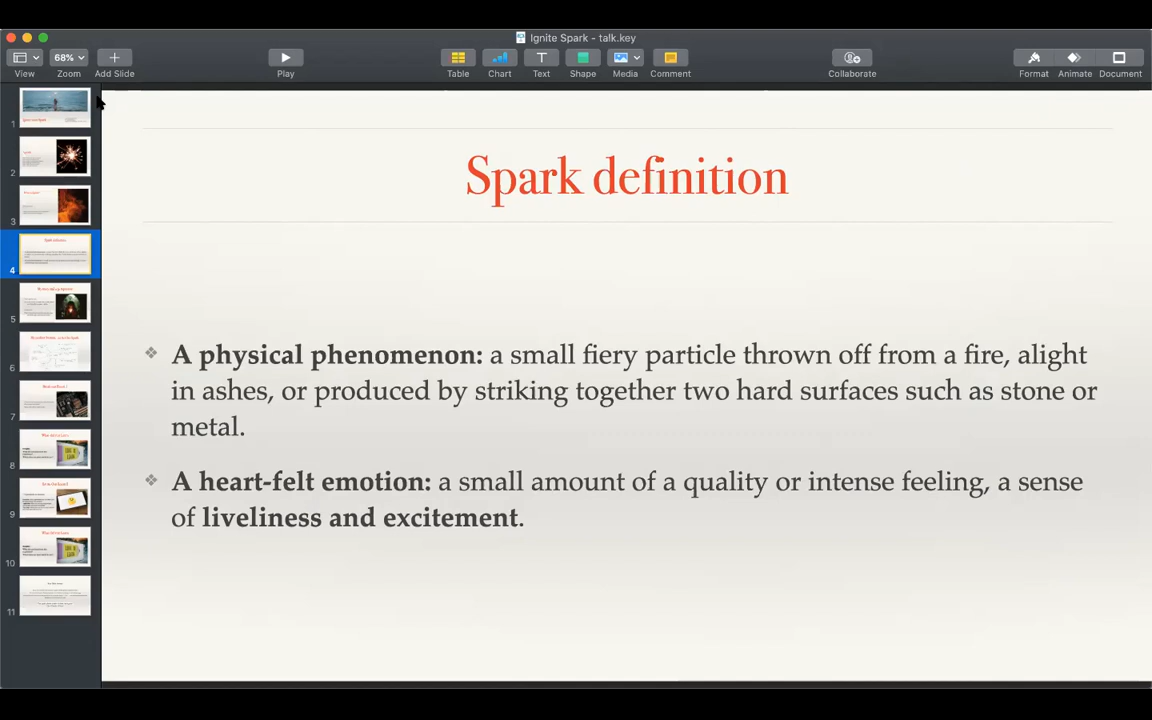 Ignite Spark - talk.key
68%
View
Zoom
Add Slide
Play
Table
Chart
Text
Shape
Media
Comment
Collaborate
Format
Animate
Document
1
2
3
4
5
6
7
8
9
10
11
Spark definition
A physical phenomenon: a small fiery particle thrown off from a fire, alight
in ashes, or produced by striking together two hard surfaces such as stone or
metal.
A heart-felt emotion: a small amount of a quality or intense feeling, a sense
of liveliness and excitement.